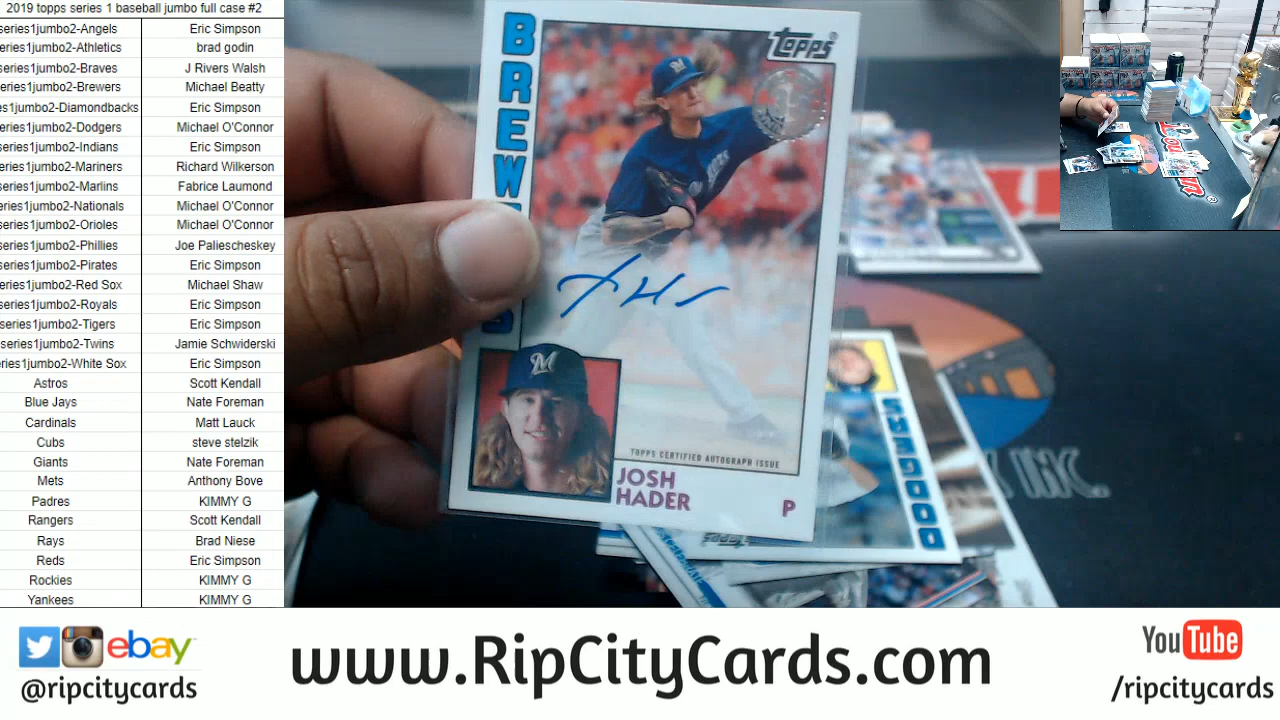 2019 topps series 1 baseball jumbo full case #2
series1jumbo2-Angels Eric Simpson
series1jumbo2-Athletics brad godin
series1jumbo2-Braves J Rivers Walsh
series1jumbo2-Brewers Michael Beatty
es1jumbo2-Diamondbacks Eric Simpson
eries1jumbo2-Dodgers Michael O'Connor
series1jumbo2-Indians Eric Simpson
eries1jumbo2-Mariners Richard Wilkerson
series1jumbo2-Marlins Fabrice Laumond
eries1jumbo2-Nationals Michael O'Connor
series1jumbo2-Orioles Michael O'Connor
series1jumbo2-Phillies Joe Paliescheskey
series1jumbo2-Pirates Eric Simpson
eries1jumbo2-Red Sox Michael Shaw
series1jumbo2-Royals Eric Simpson
series1jumbo2-Tigers Eric Simpson
series1jumbo2-Twins Jamie Schwiderski
eries1jumbo2-White Sox Eric Simpson
Astros Scott Kendall
Blue Jays Nate Foreman
Cardinals Matt Lauck
Cubs steve stelzik
Giants Nate Foreman
Mets Anthony Bove
Padres KIMMY G
Rangers Scott Kendall
Rays Brad Niese
Reds Eric Simpson
Rockies KIMMY G
Yankees KIMMY G
BREW S
topps
M
TOPPS CERTIFIED AUTOGRAPH ISSUE
JOSH
HADER P
INC.
ebay
@ripcitycards
www.RipCityCards.com
YouTube
/ripcitycards